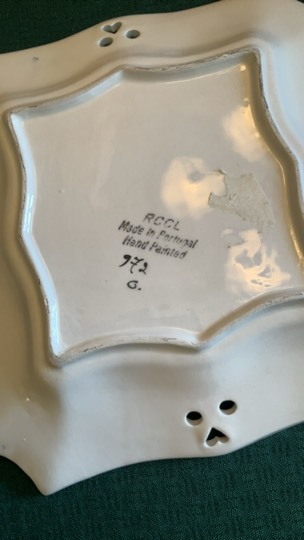 RCCL
Made in Portugal
Hand Painted
972
G.